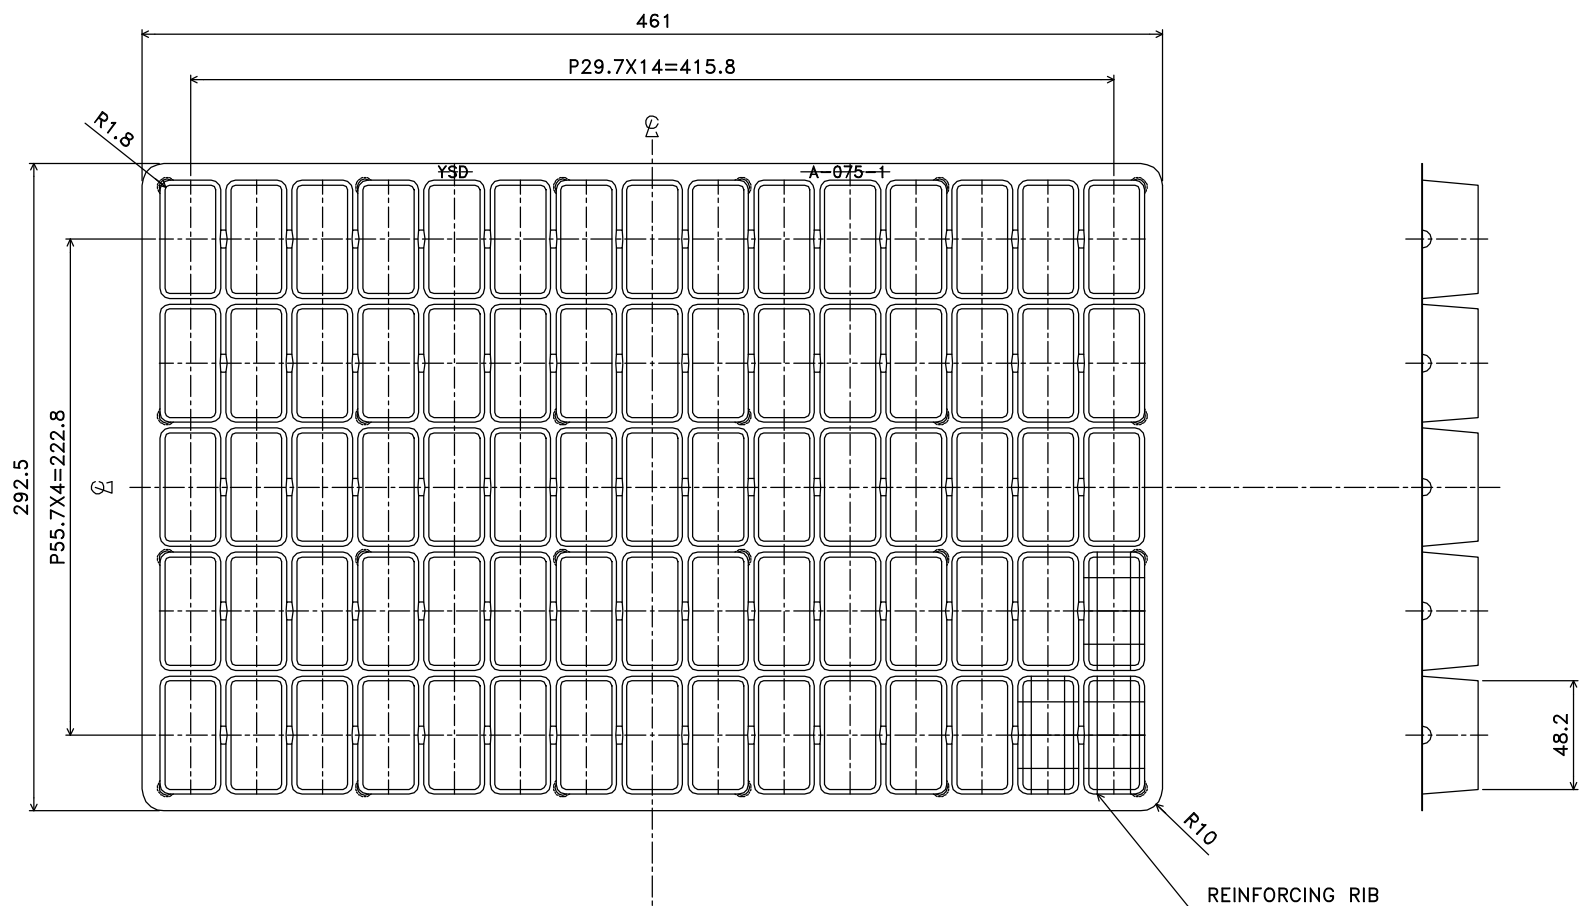 461
P29.7X14=415.8
R1.8
℄
YSD
A-075-1
292.5
P55.7X4=222.8
℄
48.2
R10
REINFORCING RIB